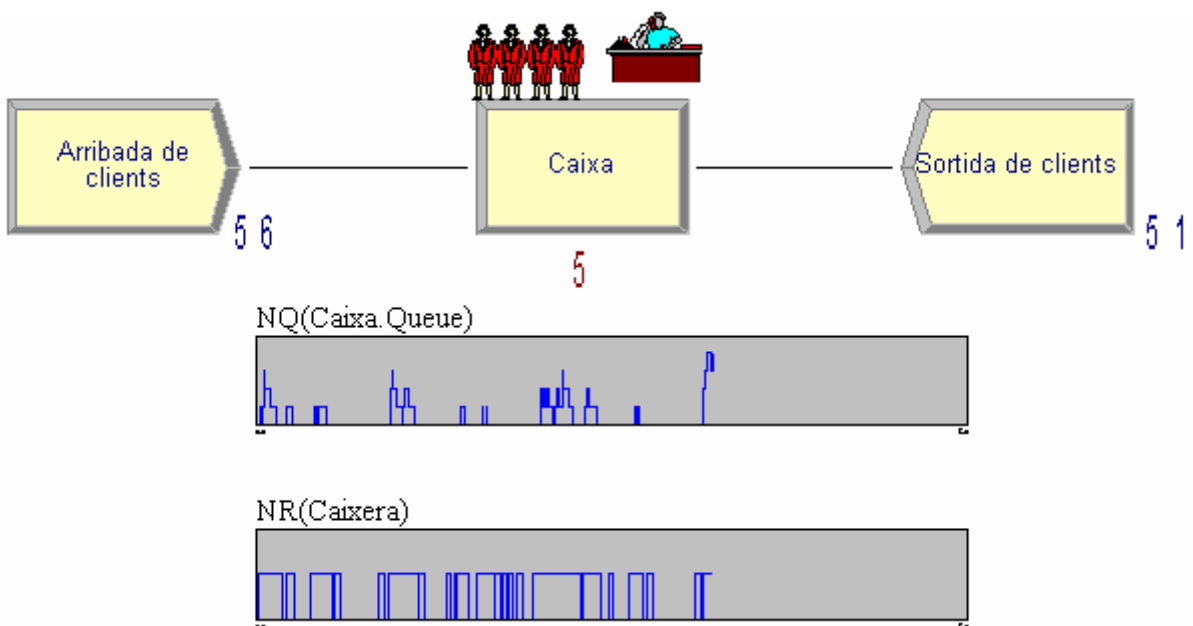 Arribada de
clients
Caixa
Sortida de clients
5 6
5 1
5
NQ(Caixa.Queue)
NR(Caixera)